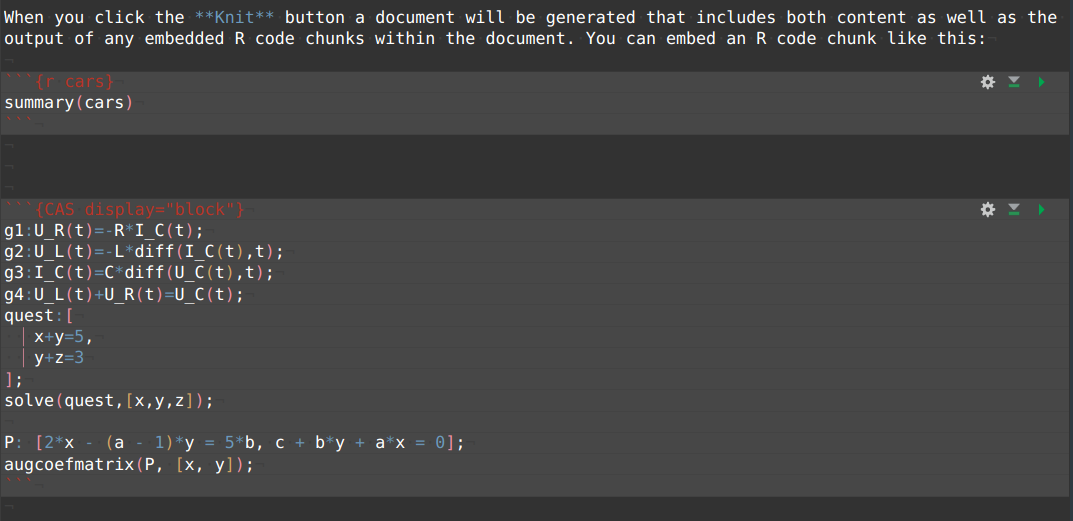 When you click the **Knit** button a document will be generated that includes both content as well as the
output of any embedded R code chunks within the document. You can embed an R code chunk like this:
```{r cars}
summary(cars)
```
```{CAS display="block"}
g1:U_R(t)=-R*I_C(t);
g2:U_L(t)=-L*diff(I_C(t),t);
g3:I_C(t)=C*diff(U_C(t),t);
g4:U_L(t)+U_R(t)=U_C(t);
quest:[
x+y=5,
y+z=3
];
solve(quest,[x,y,z]);
P: [2*x - (a - 1)*y = 5*b, c + b*y + a*x = 0];
augcoefmatrix(P, [x, y]);
```